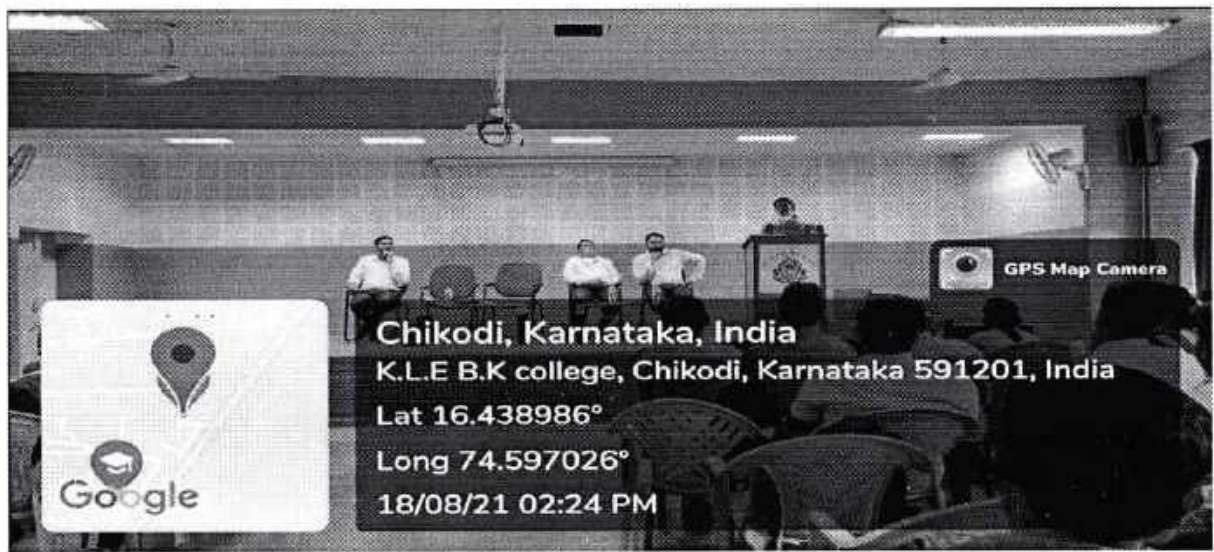 GPS Map Camera
Chikodi, Karnataka, India
K.L.E B.K college, Chikodi, Karnataka 591201, India
Lat 16.438986°
Long 74.597026°
18/08/21 02:24 PM
Google